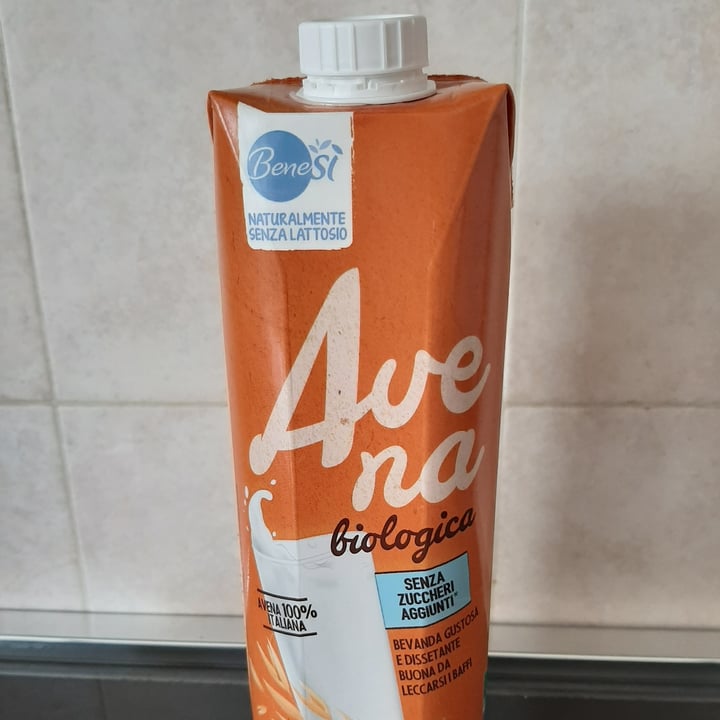 BeneSì
NATURALMENTE
SENZA LATTOSIO
Ave
na
biologica
SENZA
ZUCCHERI
AGGIUNTI*
AVENA 100%
ITALIANA
BEVANDA GUSTOSA
E DISSETANTE
BUONA DA
LECCARSI I BAFFI